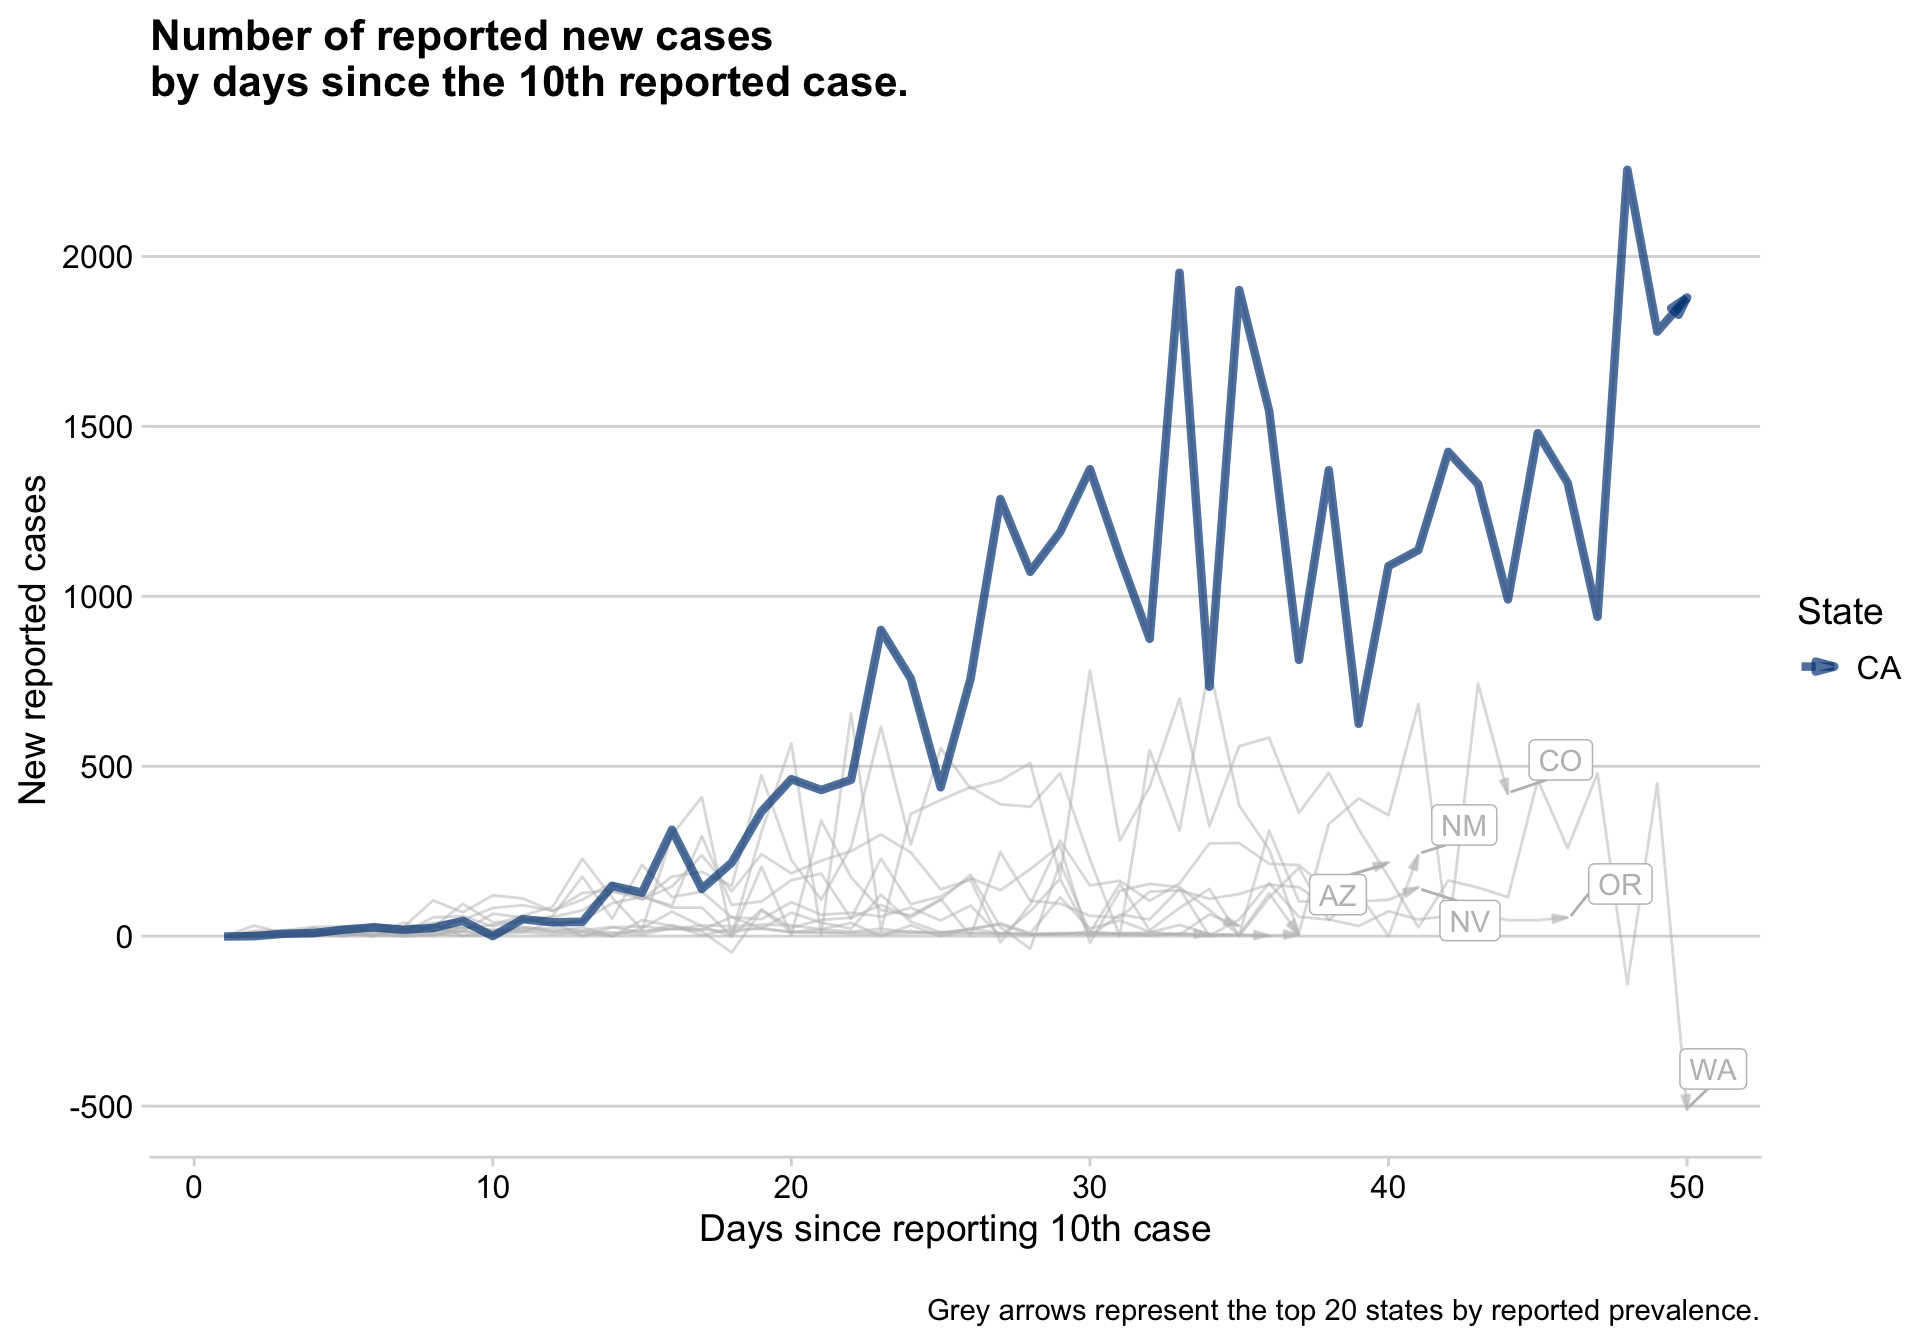 Number of reported new cases
by days since the 10th reported case.
New reported cases
2000
1500
1000
500
0
-500
CO
NM
AZ
NV
OR
WA
State
CA
0 10 20 30 40 50
Days since reporting 10th case
Grey arrows represent the top 20 states by reported prevalence.